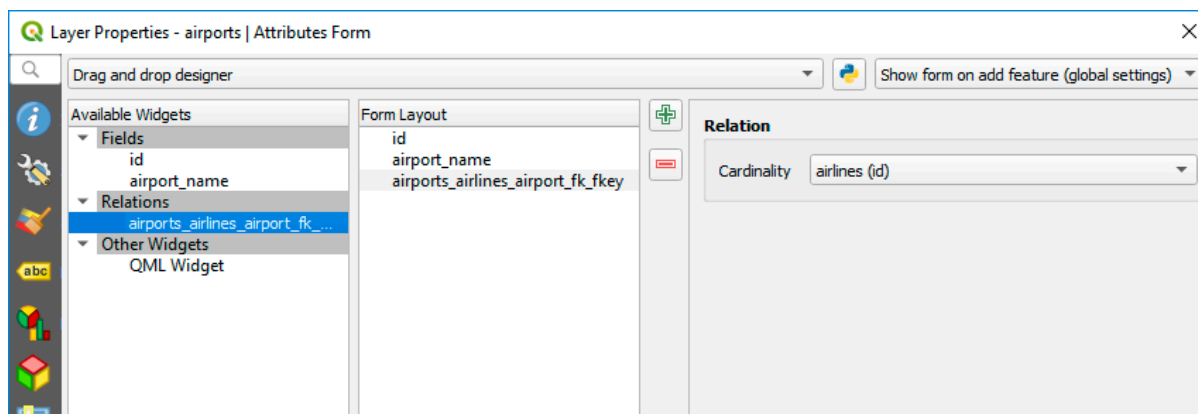 Layer Properties - airports | Attributes Form
Drag and drop designer
Show form on add feature (global settings)
Available Widgets
Fields
id
airport_name
Relations
airports_airlines_airport_fk_...
Other Widgets
QML Widget
Form Layout
id
airport_name
airports_airlines_airport_fk_fkey
Relation
Cardinality airlines (id)
abc